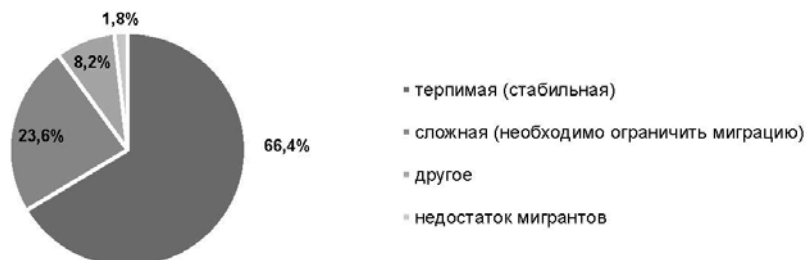 1,8%
8,2%
23,6%
66,4%
терпимая (стабильная)
сложная (необходимо ограничить миграцию)
другое
недостаток мигрантов